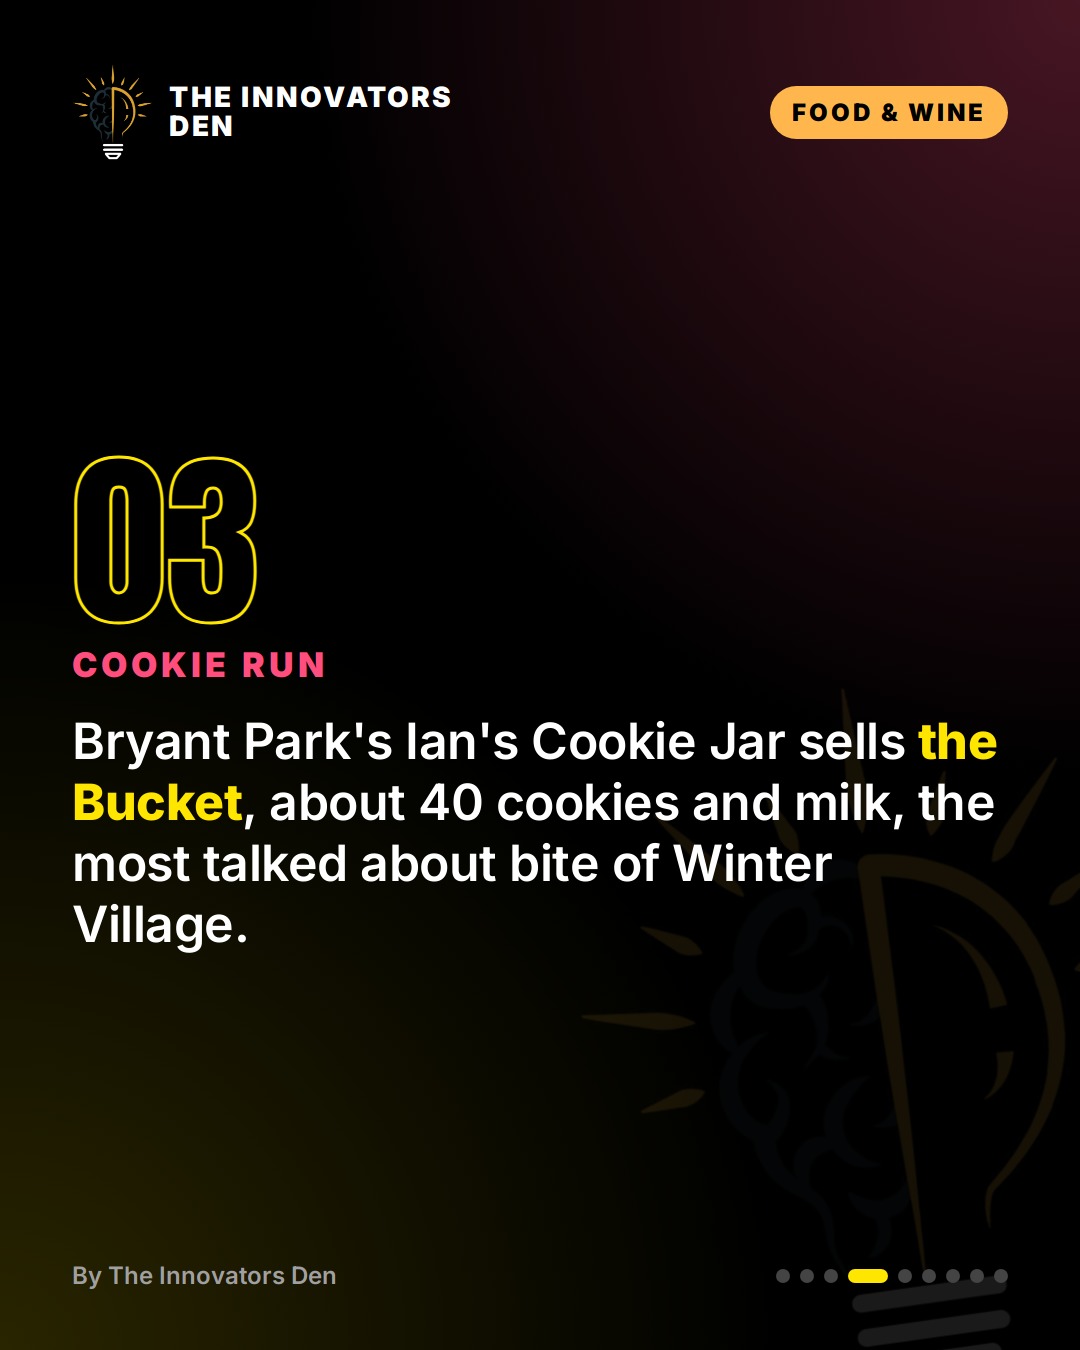 THE INNOVATORS
DEN
FOOD & WINE
03
COOKIE RUN
Bryant Park's Ian's Cookie Jar sells the
Bucket, about 40 cookies and milk, the
most talked about bite of Winter
Village.
By The Innovators Den